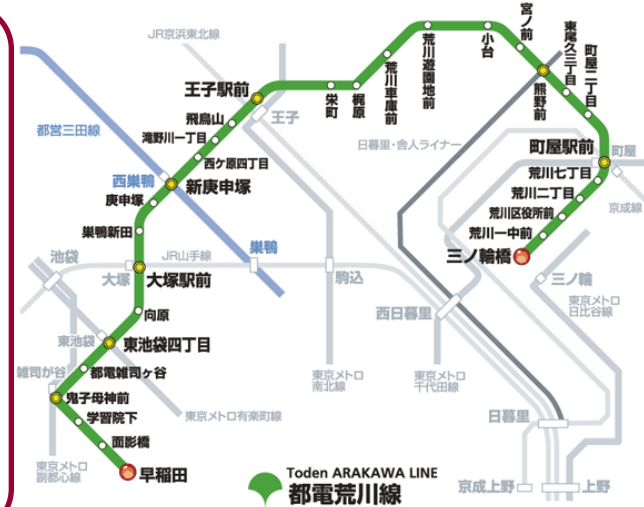 JR京浜東北線
都営三田線
王子駅前
王子
飛鳥山
滝野川一丁目
西ヶ原四丁目
西巣鴨
新庚申塚
庚申塚
巣鴨新田
JR山手線
巣鴨
池袋
大塚
大塚駅前
駒込
向原
東池袋
東池袋四丁目
雑司が谷
都電雑司ヶ谷
鬼子母神前
学習院下
面影橋
早稲田
東京メトロ
副都心線
東京メトロ有楽町線
東京メトロ
南北線
東京メトロ
千代田線
栄町
梶原
荒川車庫前
荒川遊園地前
小台
宮ノ前
熊野前
東尾久三丁目
町屋二丁目
日暮里・舎人ライナー
町屋駅前
町屋
京成線
荒川七丁目
荒川二丁目
荒川区役所前
荒川一中前
三ノ輪橋
三ノ輪
東京メトロ
日比谷線
西日暮里
日暮里
京成上野
上野
Toden ARAKAWA LINE
都電荒川線